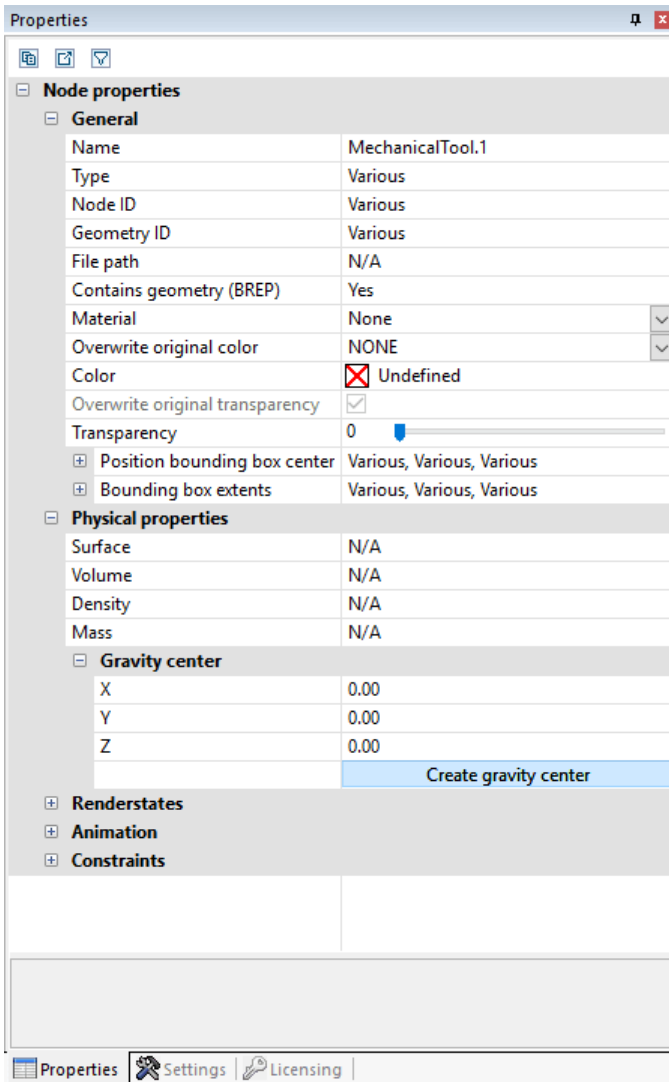 Properties
Node properties
General
Name MechanicalTool.1
Type Various
Node ID Various
Geometry ID Various
File path N/A
Contains geometry (BREP) Yes
Material None
Overwrite original color NONE
Color Undefined
Overwrite original transparency
Transparency 0
Position bounding box center Various, Various, Various
Bounding box extents Various, Various, Various
Physical properties
Surface N/A
Volume N/A
Density N/A
Mass N/A
Gravity center
X 0.00
Y 0.00
Z 0.00
Create gravity center
Renderstates
Animation
Constraints
Properties Settings Licensing